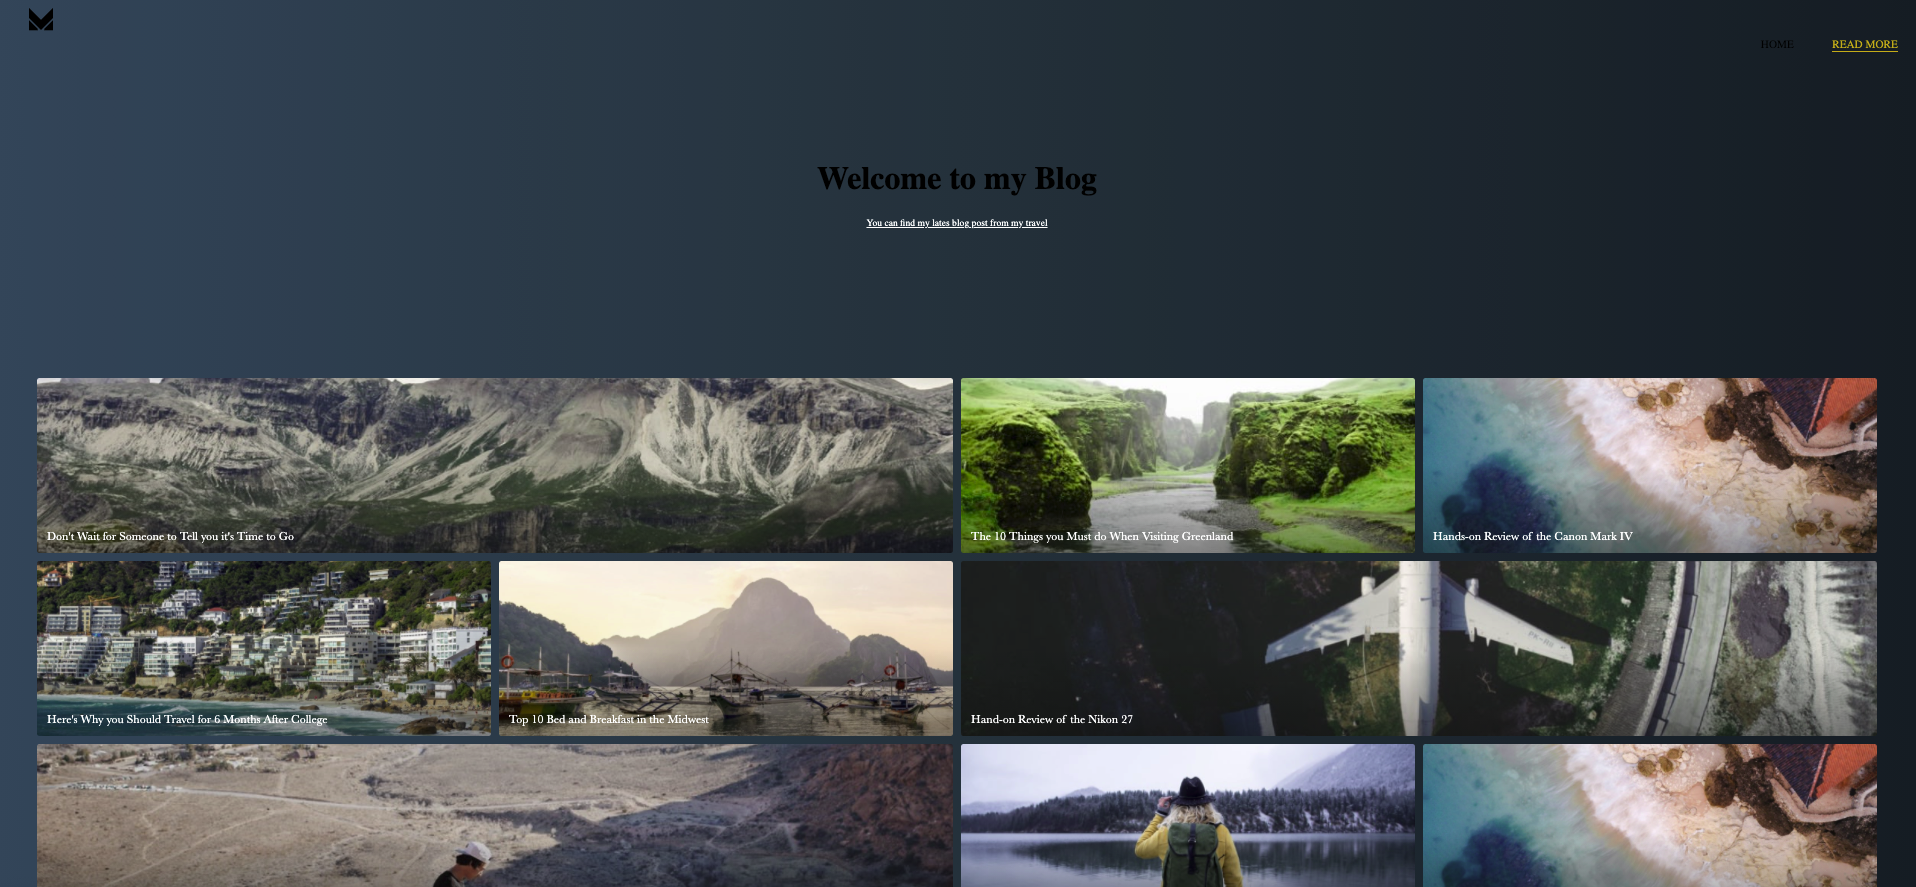 HOME
READ MORE
Welcome to my Blog
You can find my lates blog post from my travel
Don't Wait for Someone to Tell you it's Time to Go
The 10 Things you Must do When Visiting Greenland
Hands-on Review of the Canon Mark IV
Here's Why you Should Travel for 6 Months After College
Top 10 Bed and Breakfast in the Midwest
Hand-on Review of the Nikon 27